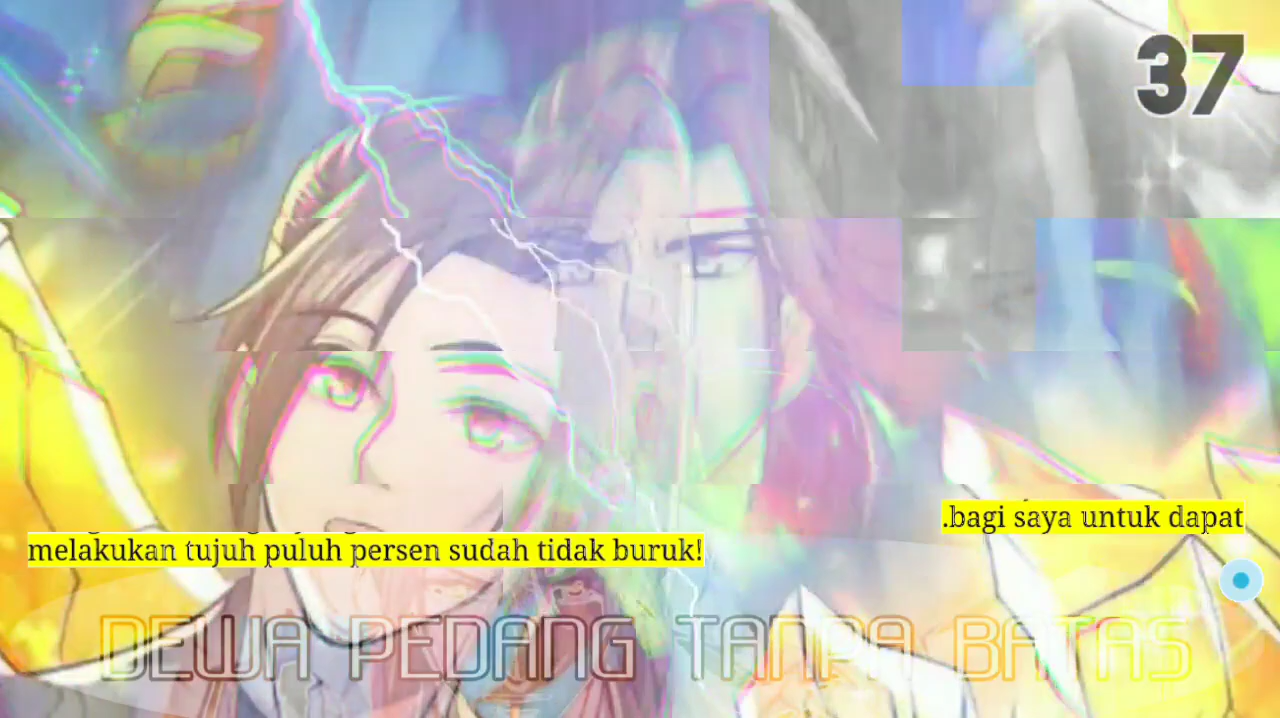 37
.bagi saya untuk dapat
melakukan tujuh puluh persen sudah tidak buruk!
DEWA PEDANG TANPA BATAS